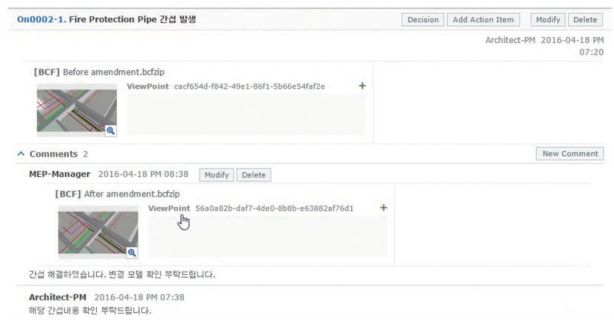 On0002-1. Fire Protection Pipe 간섭 발생 Decision Add Action Item Modify Delete
Architect-PM 2016-04-18 PM
07:20
[BCF] Before amendment.bcfzip
ViewPoint cacf654d-f842-49e1-86f1-5b66e54faf2e +
Comments 2 New Comment
MEP-Manager 2016-04-18 PM 08:38 Modify Delete
[BCF] After amendment.bcfzip
ViewPoint 56a0a82b-daf7-4de0-8b8b-e63882af76d1 +
간섭 해결하였습니다. 변경 모델 확인 부탁드립니다.
Architect-PM 2016-04-18 PM 07:38
해당 간섭내용 확인 부탁드립니다.